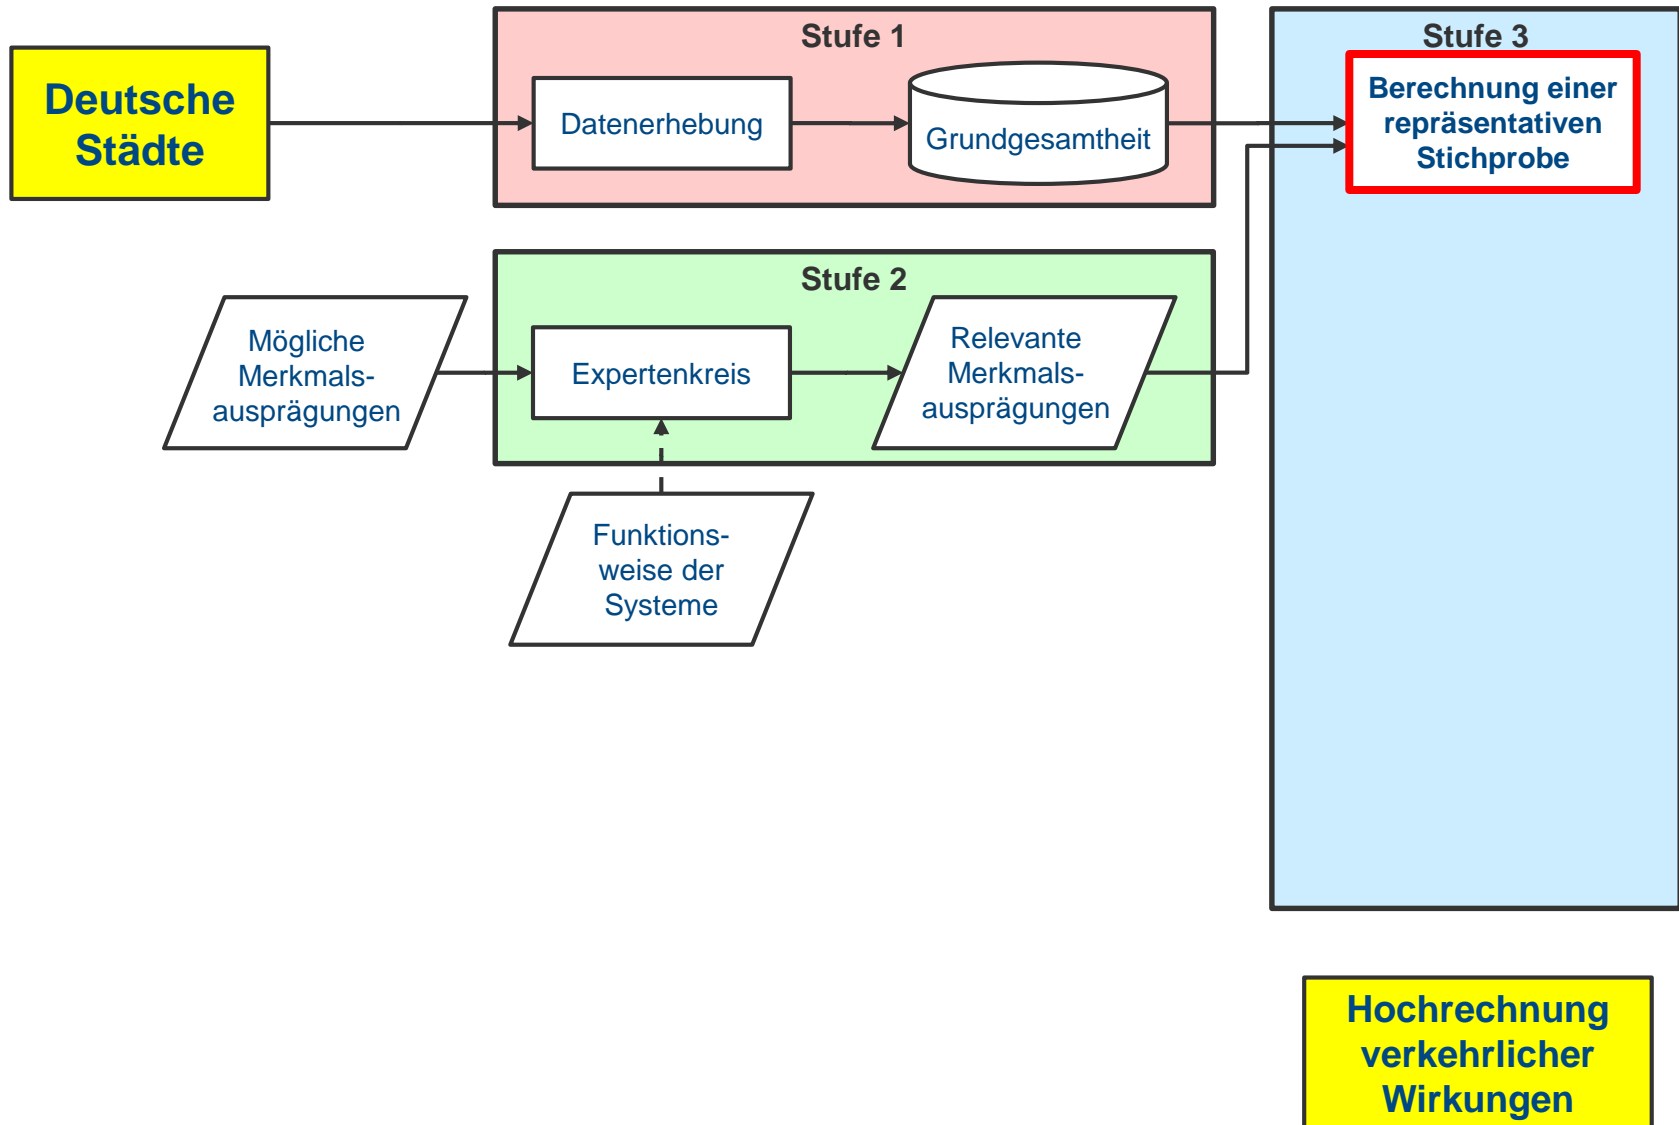 Deutsche
Städte
Stufe 1
Datenerhebung
Grundgesamtheit
Stufe 3
Berechnung einer
repräsentativen
Stichprobe
Stufe 2
Mögliche
Merkmals-
ausprägungen
Expertenkreis
Relevante
Merkmals-
ausprägungen
Funktions-
weise der
Systeme
Hochrechnung
verkehrlicher
Wirkungen